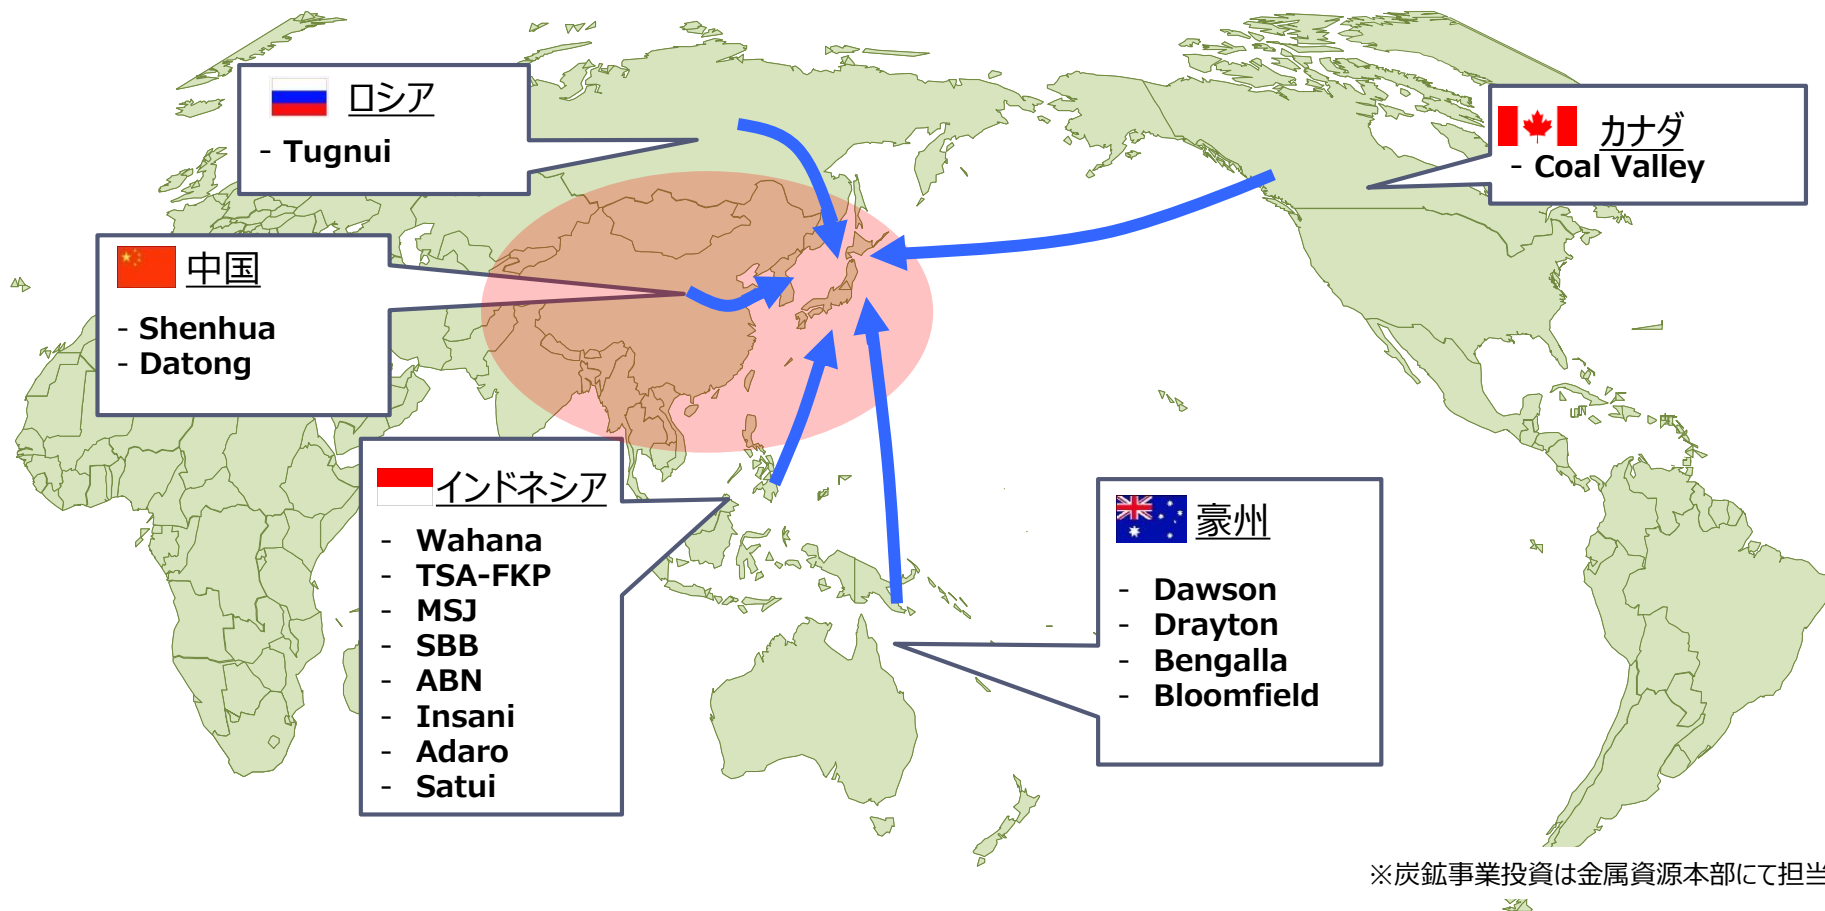 ロシア
- Tugnui
カナダ
- Coal Valley
中国
- Shenhua
- Datong
インドネシア
- Wahana
- TSA-FKP
- MSJ
- SBB
- ABN
- Insani
- Adaro
- Satui
豪州
- Dawson
- Drayton
- Bengalla
- Bloomfield
※炭鉱事業投資は金属資源本部にて担当